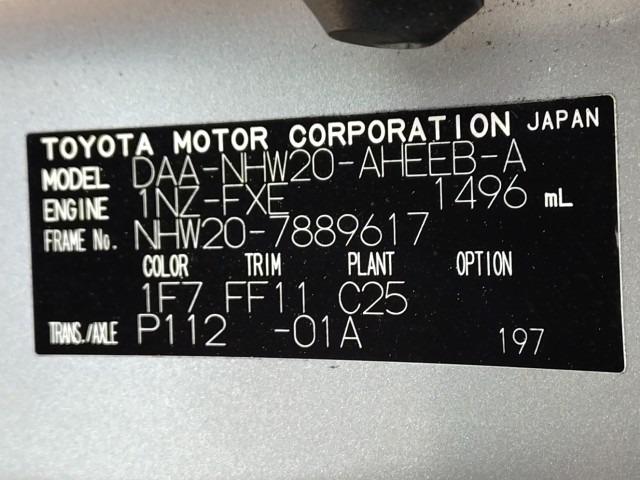 TOYOTA MOTOR CORPORATION JAPAN
MODEL DAA-NHW20-AHEEB-A
ENGINE 1NZ-FXE 1496 mL
FRAME No. NHW20-7889617
COLOR TRIM PLANT OPTION
1F7 FF11 C25
TRANS./AXLE P112 -01A 197